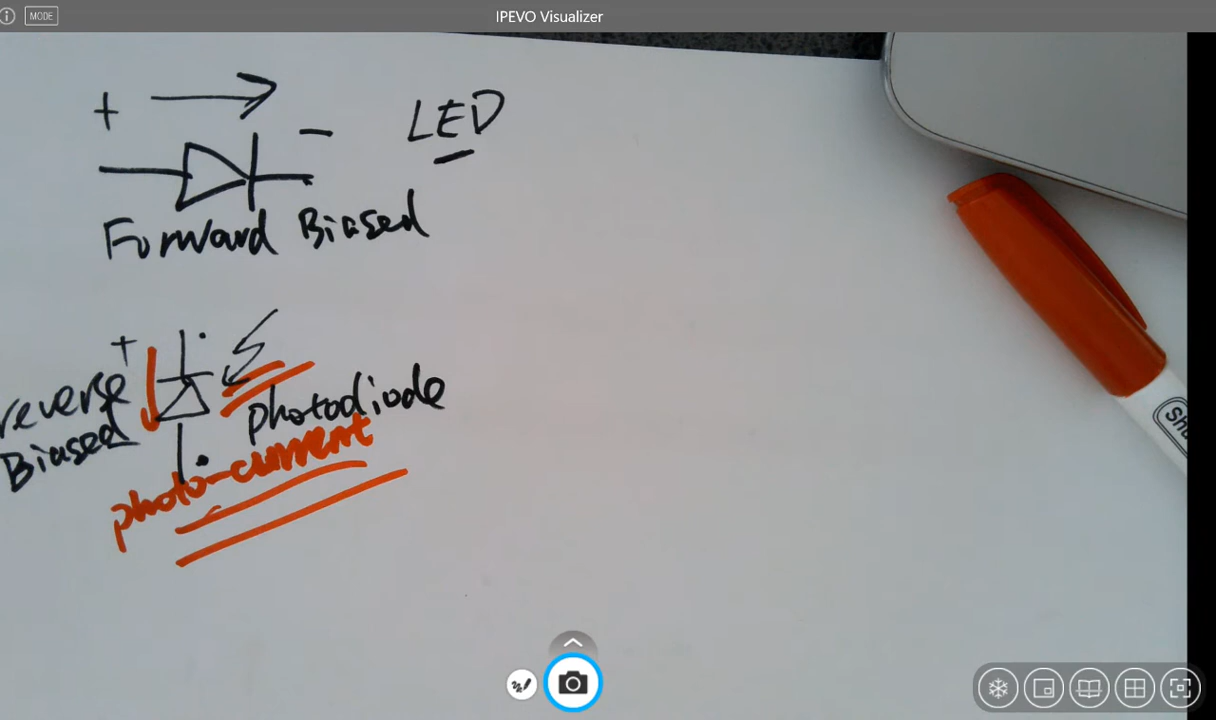 MODE
IPEVO Visualizer
+
-
LED
Forward Biased
+
reverse
Biased
photodiode
photo-current